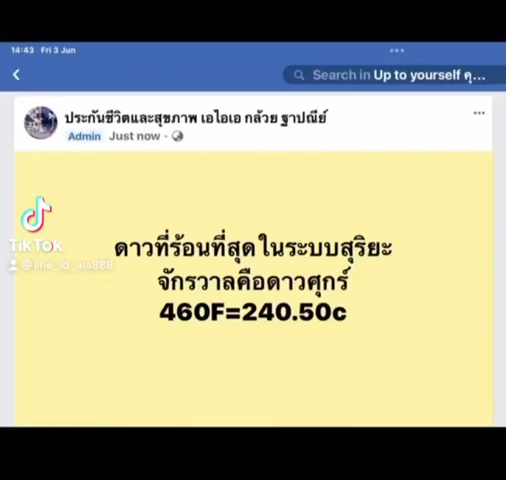 14:43 Fri 3 Jun
Search in Up to yourself คุ...
ประกันชีวิตและสุขภาพ เอไอเอ กล้วย ฐาปณีย์
Admin Just now ·
TikTok
@line_id_aia888
ดาวที่ร้อนที่สุดในระบบสุริยะ
จักรวาลคือดาวศุกร์
460F=240.50c